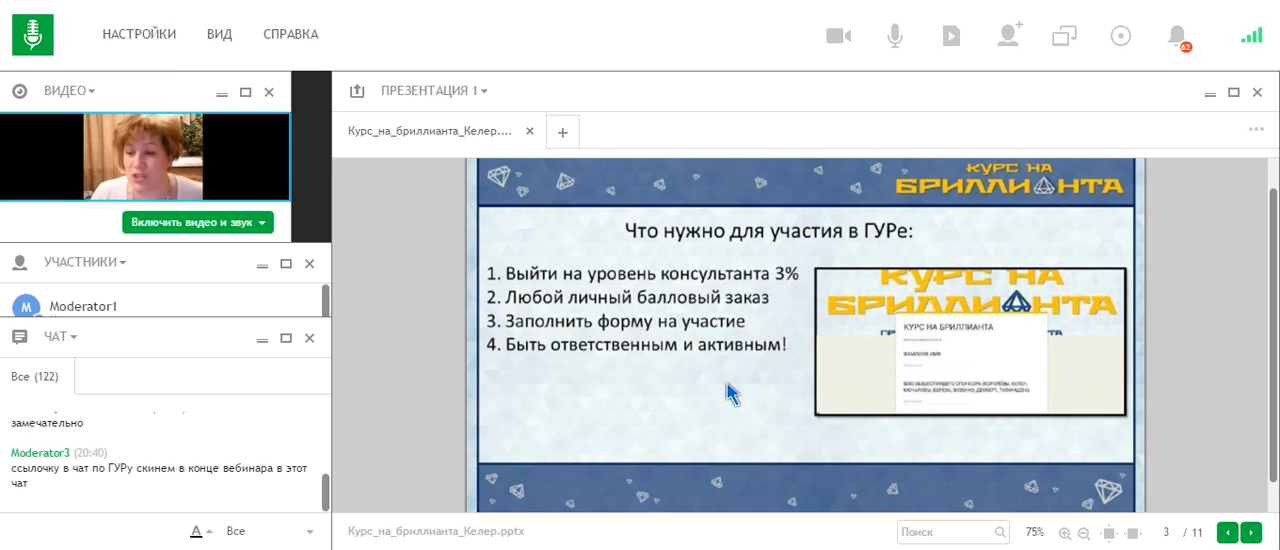 НАСТРОЙКИ ВИД СПРАВКА
62
ВИДЕО
Включить видео и звук
УЧАСТНИКИ
M Moderator1
ЧАТ
Все (122)
замечательно
Moderator3 (20:40)
ссылочку в чат по ГУРу скинем в конце вебинара в этот
чат
A Все
ПРЕЗЕНТАЦИЯ 1
Курс_на_бриллианта_Келер....
КУРС НА
БРИЛЛИАНТА
Что нужно для участия в ГУРе:
1. Выйти на уровень консультанта 3%
2. Любой личный балловый заказ
3. Заполнить форму на участие
4. Быть ответственным и активным!
КУРС НА
БРИЛЛИАНТА
КУРС НА БРИЛЛИАНТА
ФАМИЛИЯ, ИМЯ
Курс_на_бриллианта_Келер.pptx
Поиск
75%
3 / 11